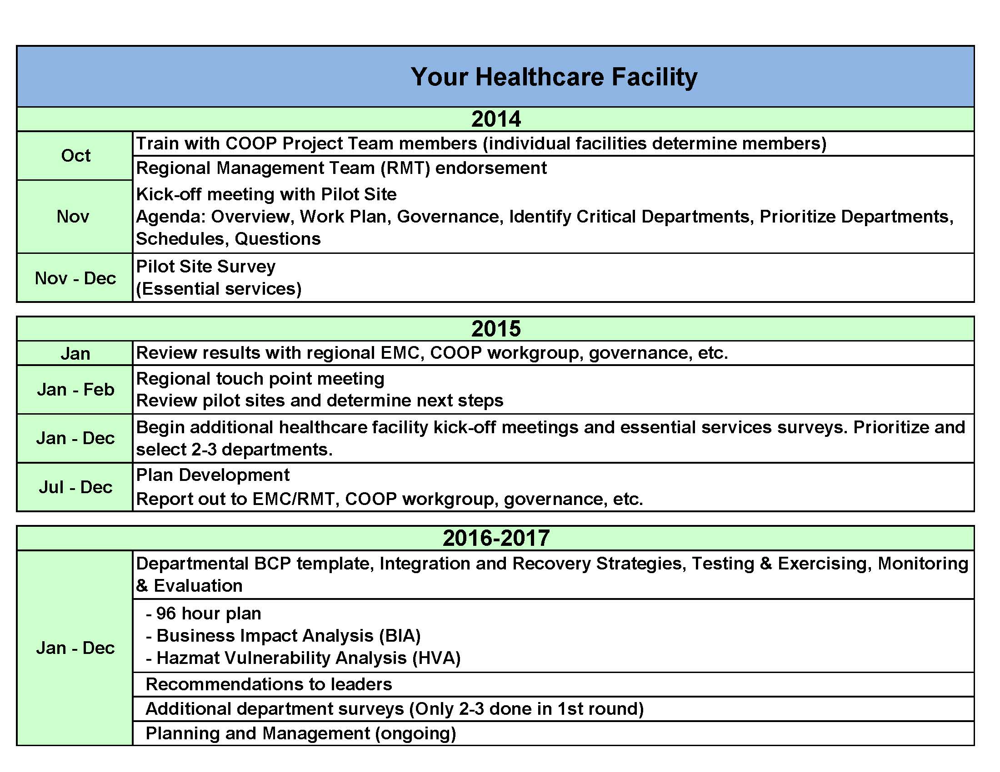 Your Healthcare Facility
2014
Oct
Train with COOP Project Team members (individual facilities determine members)
Regional Management Team (RMT) endorsement
Nov
Kick-off meeting with Pilot Site
Agenda: Overview, Work Plan, Governance, Identify Critical Departments, Prioritize Departments,
Schedules, Questions
Nov - Dec
Pilot Site Survey
(Essential services)
2015
Jan
Review results with regional EMC, COOP workgroup, governance, etc.
Jan - Feb
Regional touch point meeting
Review pilot sites and determine next steps
Jan - Dec
Begin additional healthcare facility kick-off meetings and essential services surveys. Prioritize and
select 2-3 departments.
Jul - Dec
Plan Development
Report out to EMC/RMT, COOP workgroup, governance, etc.
2016-2017
Jan - Dec
Departmental BCP template, Integration and Recovery Strategies, Testing & Exercising, Monitoring
& Evaluation
- 96 hour plan
- Business Impact Analysis (BIA)
- Hazmat Vulnerability Analysis (HVA)
Recommendations to leaders
Additional department surveys (Only 2-3 done in 1st round)
Planning and Management (ongoing)